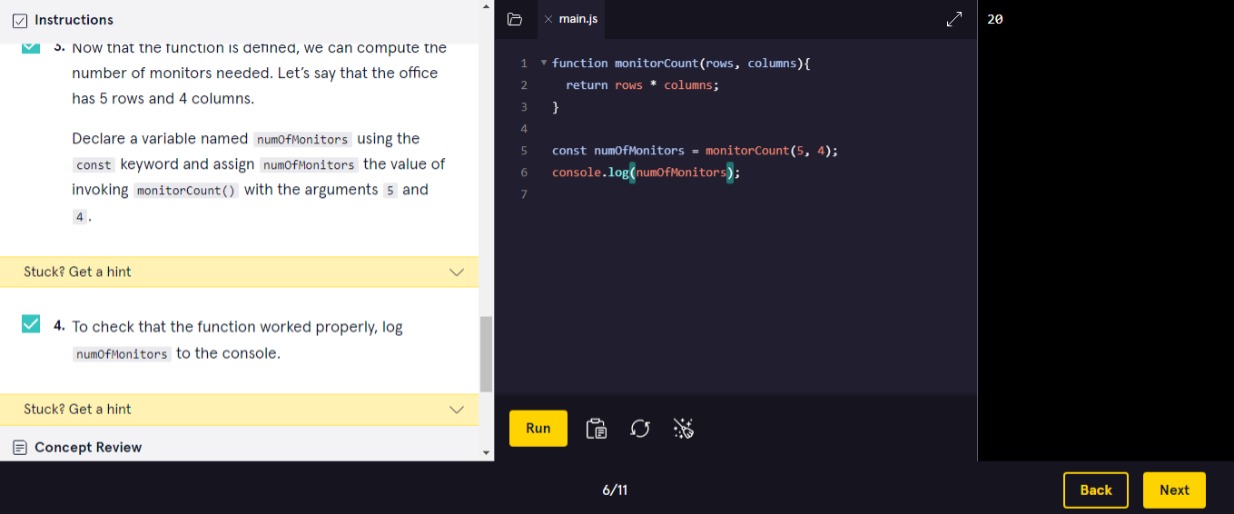 Instructions
3. Now that the function is defined, we can compute the
number of monitors needed. Let's say that the office
has 5 rows and 4 columns.
Declare a variable named numOfMonitors using the
const keyword and assign numOfMonitors the value of
invoking monitorCount() with the arguments 5 and
4.
Stuck? Get a hint
4. To check that the function worked properly, log
numOfMonitors to the console.
Stuck? Get a hint
Concept Review
main.js
1 function monitorCount(rows, columns){
2 return rows * columns;
3 }
4
5 const numOfMonitors = monitorCount(5, 4);
6 console.log(numOfMonitors);
7
Run
20
6/11
Back
Next